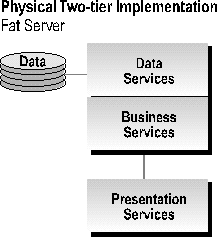 Physical Two-tier Implementation
Fat Server
Data
Data
Services
Business
Services
Presentation
Services